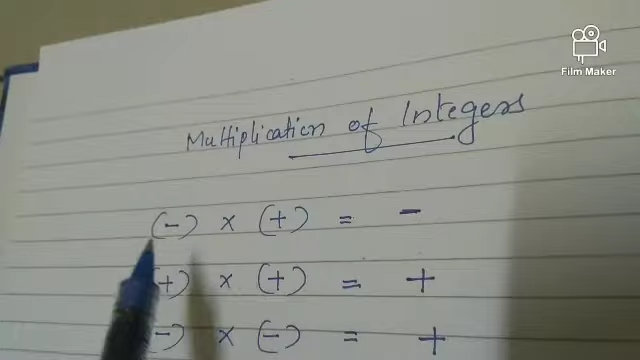 Film Maker
Multiplication of Integers
(-) × (+) = -
(+) × (+) = +
(-) × (-) = +